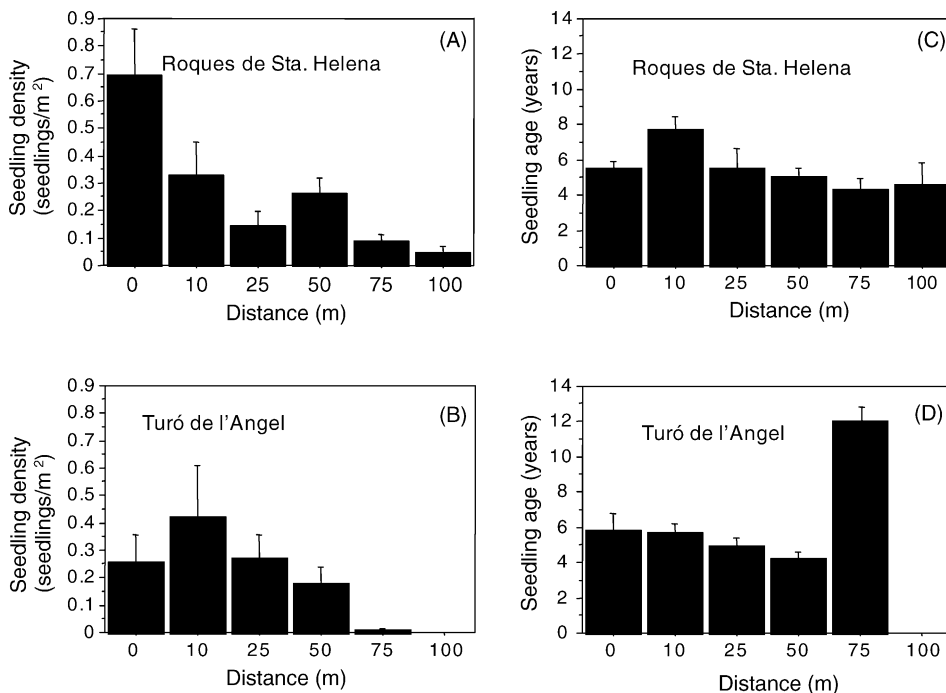 (A)
Roques de Sta. Helena
Seedling density
(seedlings/m²)
0.9
0.8
0.7
0.6
0.5
0.4
0.3
0.2
0.1
0
0 10 25 50 75 100
Distance (m)
(C)
Roques de Sta. Helena
Seedling age (years)
14
12
10
8
6
4
2
0
0 10 25 50 75 100
Distance (m)
(B)
Turó de l'Angel
Seedling density
(seedlings/m²)
0.9
0.8
0.7
0.6
0.5
0.4
0.3
0.2
0.1
0
0 10 25 50 75 100
Distance (m)
(D)
Turó de l'Angel
Seedling age (years)
14
12
10
8
6
4
2
0
0 10 25 50 75 100
Distance (m)